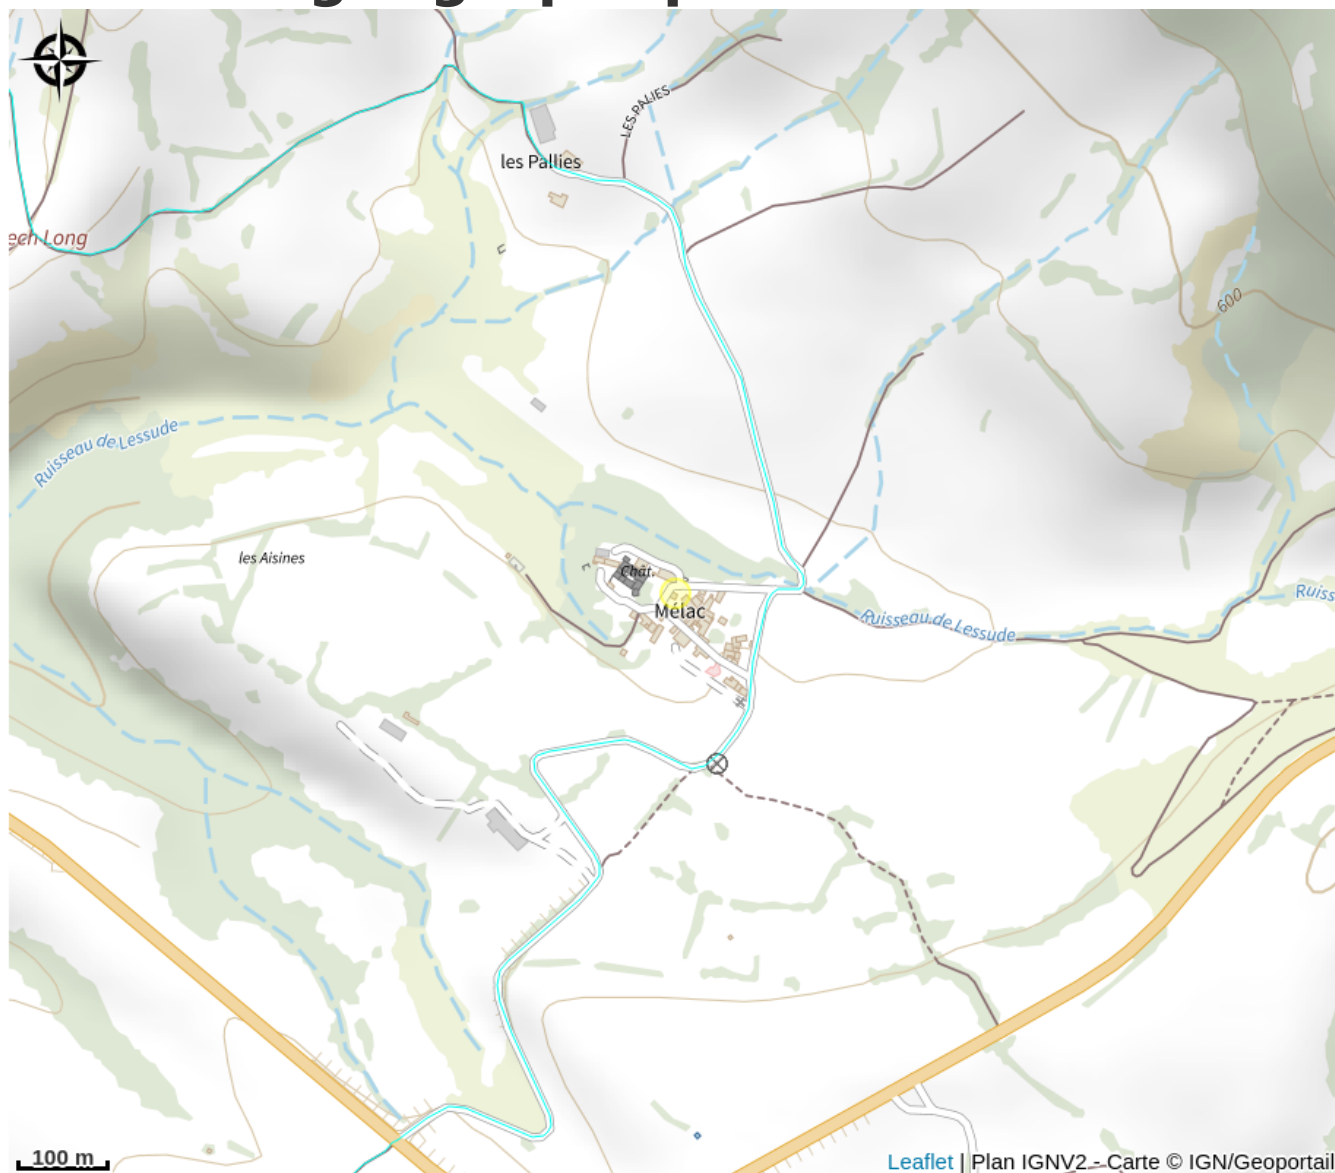 LES PALIES
les Pallies
ech Long
600
Ruisseau de Lessude
les Aisines
Chât.
Mélac
Ruisseau de Lessude
Ruiss
100 m
Leaflet | Plan IGNV2 - Carte © IGN/Geoportail